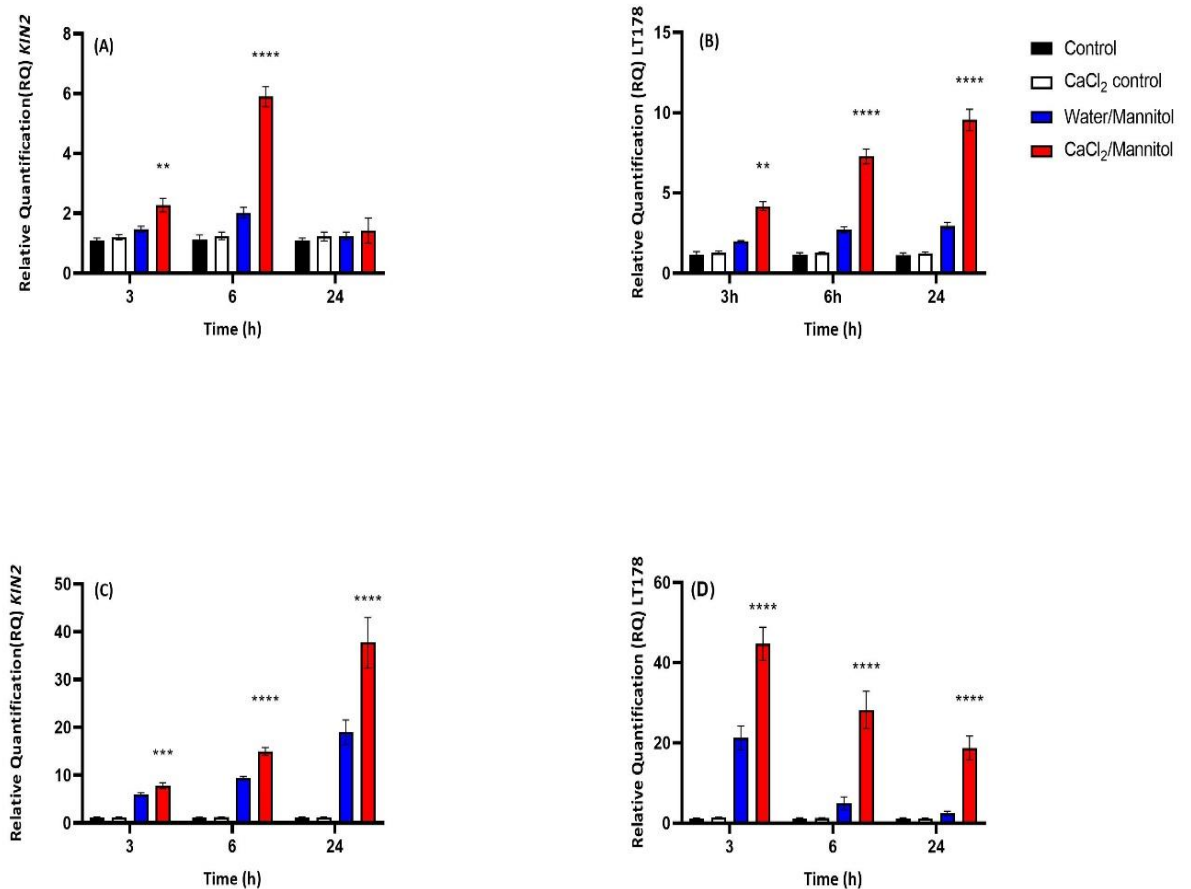 (A)
Relative Quantification(RQ) KIN2
8
6
4
2
0
**
****
3 6 24
Time (h)
(B)
Relative Quantification (RQ) LT178
15
10
5
0
**
****
****
3h 6h 24
Time (h)
Control
CaCl₂ control
Water/Mannitol
CaCl₂/Mannitol
(C)
Relative Quantification(RQ) KIN2
50
40
30
20
10
0
***
****
****
3 6 24
Time (h)
(D)
Relative Quantification (RQ) LT178
60
40
20
0
****
****
****
3 6 24
Time (h)